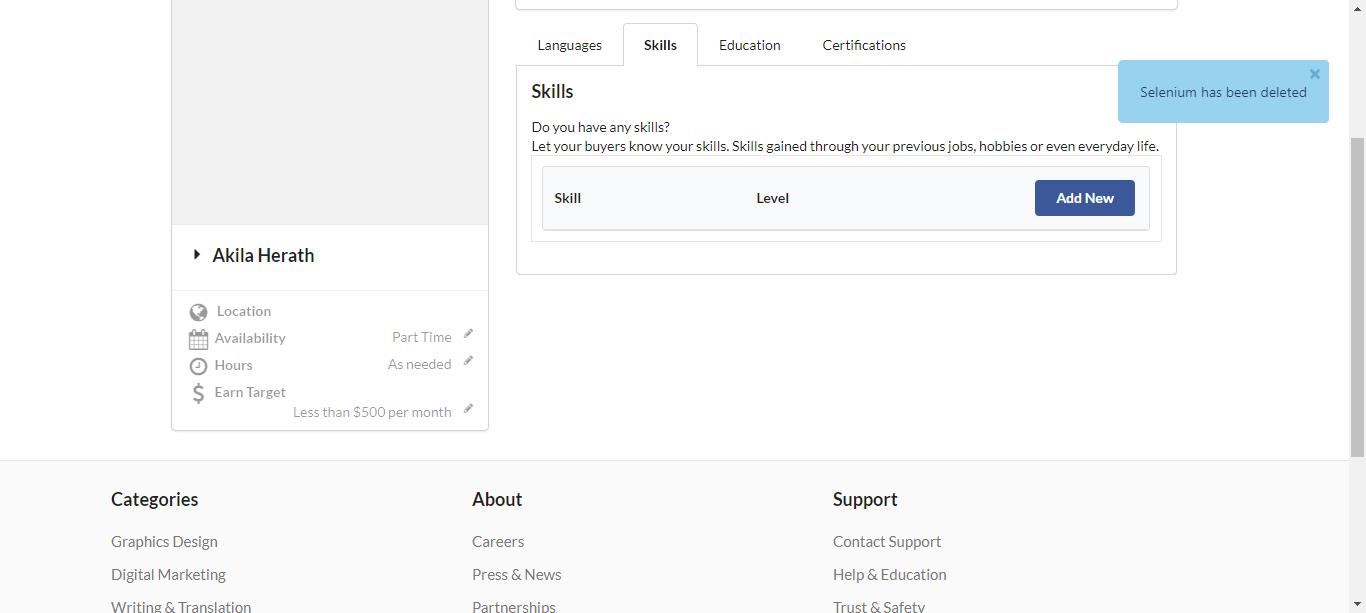 Languages
Skills
Education
Certifications
Selenium has been deleted
Skills
Do you have any skills?
Let your buyers know your skills. Skills gained through your previous jobs, hobbies or even everyday life.
Skill
Level
Add New
Akila Herath
Location
Availability
Part Time
Hours
As needed
Earn Target
Less than $500 per month
Categories
Graphics Design
Digital Marketing
Writing & Translation
About
Careers
Press & News
Partnerships
Support
Contact Support
Help & Education
Trust & Safety